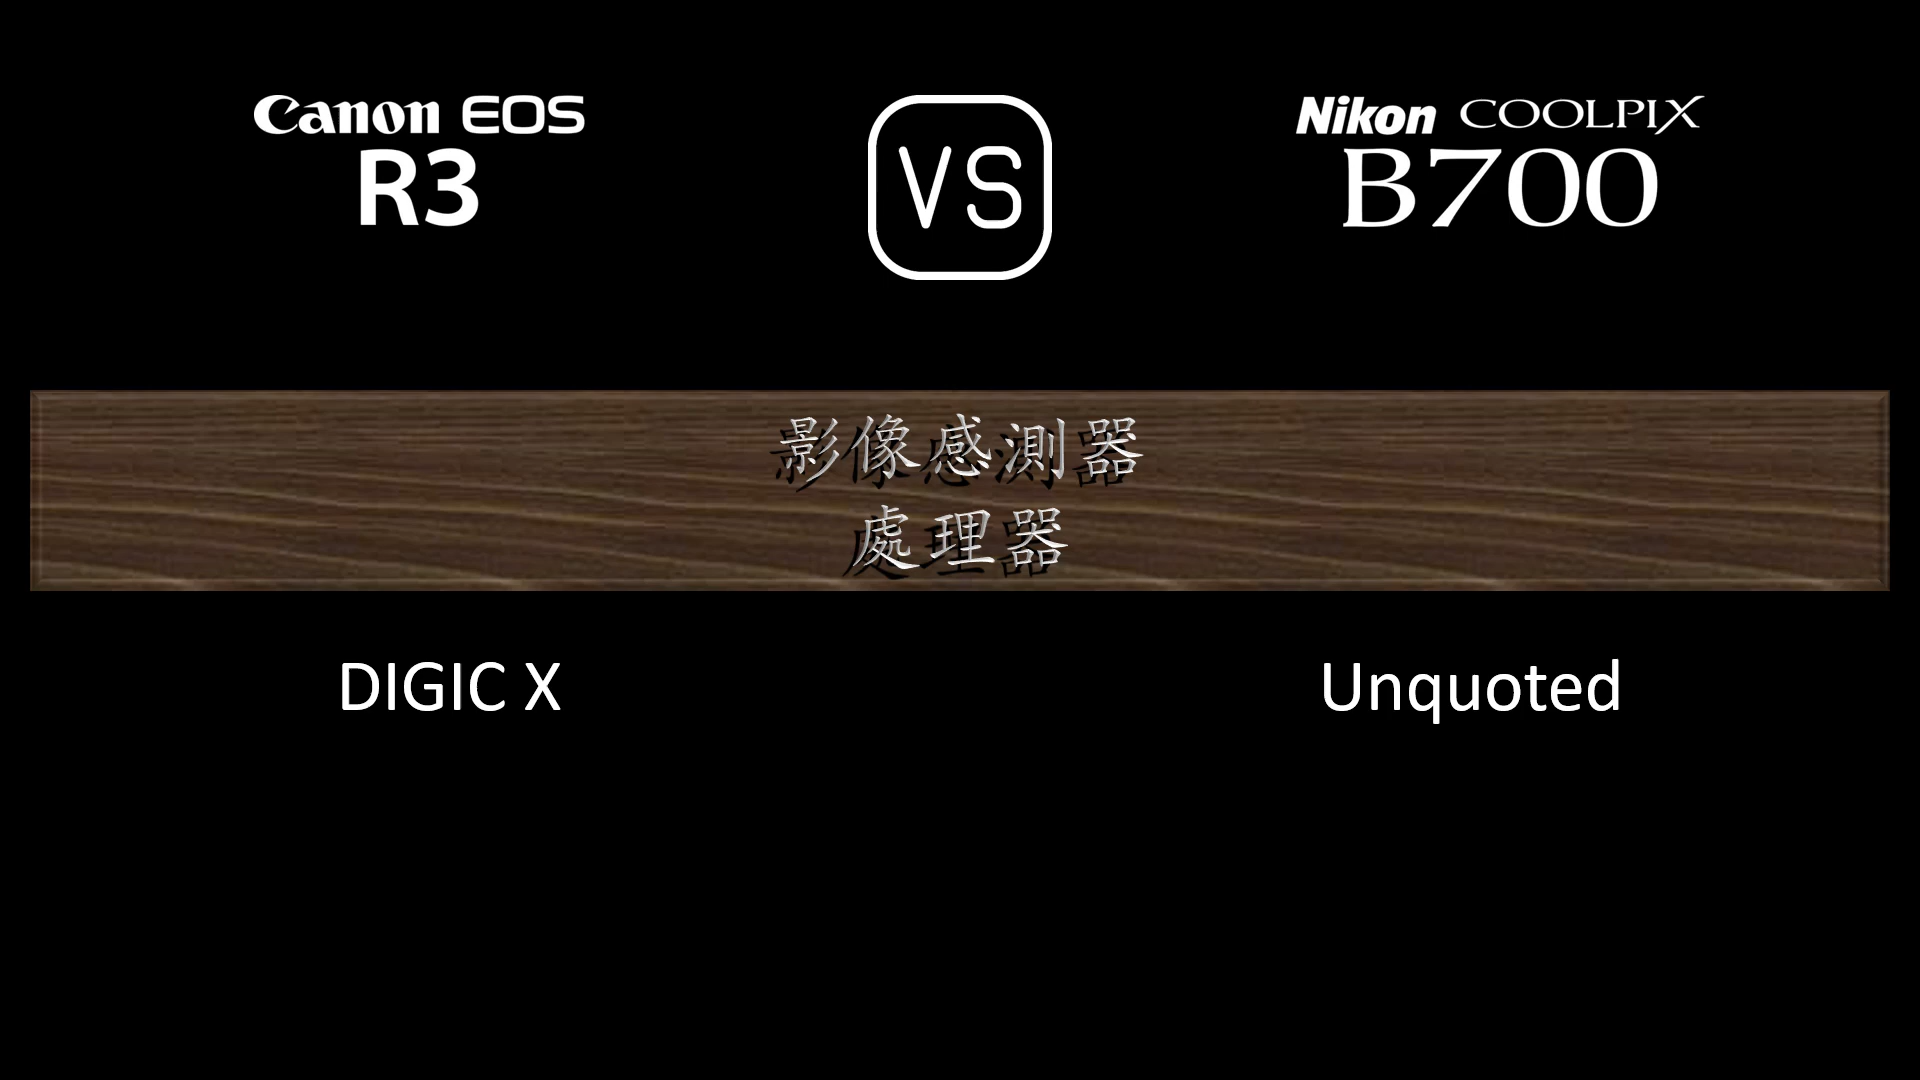 Canon EOS
R3
VS
Nikon COOLPIX
B700
影像感測器
處理器
DIGIC X
Unquoted